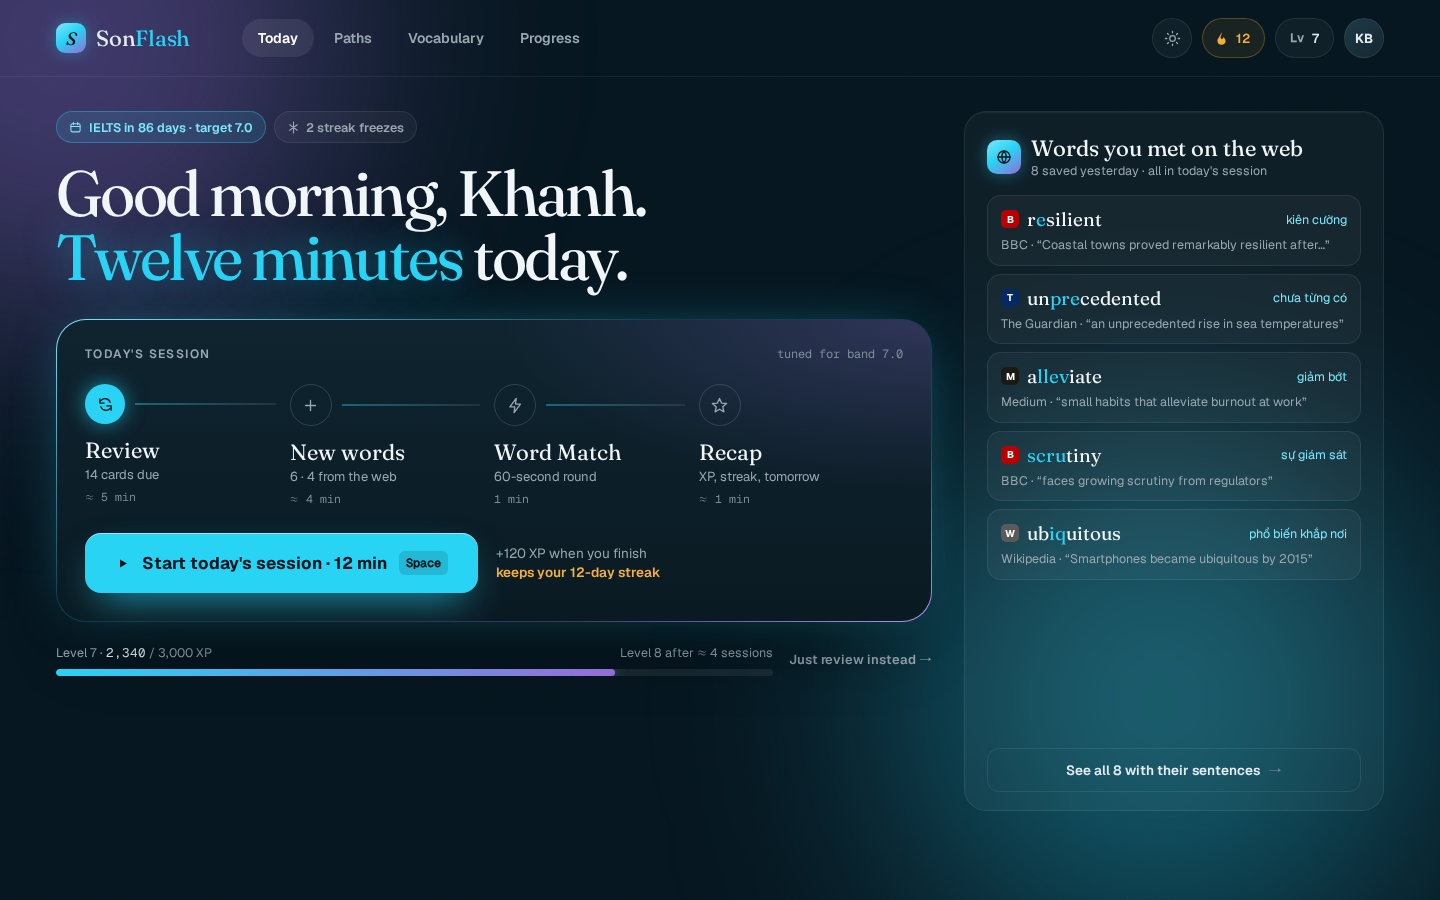 S SonFlash
Today
Paths
Vocabulary
Progress
12
Lv 7
KB
IELTS in 86 days · target 7.0
2 streak freezes
Good morning, Khanh.
Twelve minutes today.
TODAY'S SESSION
tuned for band 7.0
Review
14 cards due
≈ 5 min
New words
6 · 4 from the web
≈ 4 min
Word Match
60-second round
1 min
Recap
XP, streak, tomorrow
≈ 1 min
Start today's session · 12 min Space
+120 XP when you finish
keeps your 12-day streak
Level 7 · 2,340 / 3,000 XP
Level 8 after ≈ 4 sessions
Just review instead →
Words you met on the web
8 saved yesterday · all in today's session
B resilient
kiên cường
BBC · “Coastal towns proved remarkably resilient after…”
T unprecedented
chưa từng có
The Guardian · “an unprecedented rise in sea temperatures”
M alleviate
giảm bớt
Medium · “small habits that alleviate burnout at work”
B scrutiny
sự giám sát
BBC · “faces growing scrutiny from regulators”
W ubiquitous
phổ biến khắp nơi
Wikipedia · “Smartphones became ubiquitous by 2015”
See all 8 with their sentences →